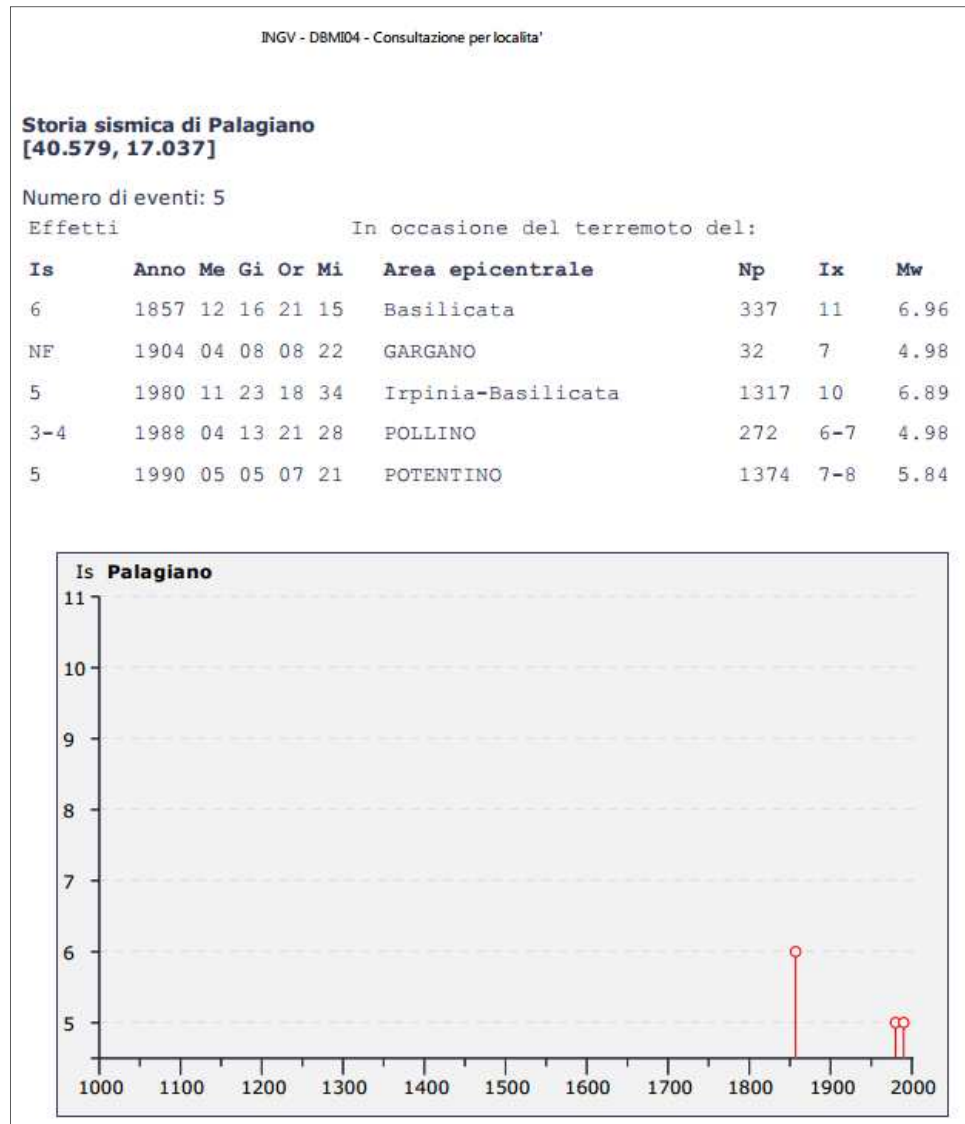 INGV - DBMI04 - Consultazione per localita'
Storia sismica di Palagiano
[40.579, 17.037]
Numero di eventi: 5
Effetti In occasione del terremoto del:
Is Anno Me Gi Or Mi Area epicentrale Np Ix Mw
6 1857 12 16 21 15 Basilicata 337 11 6.96
NF 1904 04 08 08 22 GARGANO 32 7 4.98
5 1980 11 23 18 34 Irpinia-Basilicata 1317 10 6.89
3-4 1988 04 13 21 28 POLLINO 272 6-7 4.98
5 1990 05 05 07 21 POTENTINO 1374 7-8 5.84
Is Palagiano
11
10
9
8
7
6
5
1000 1100 1200 1300 1400 1500 1600 1700 1800 1900 2000